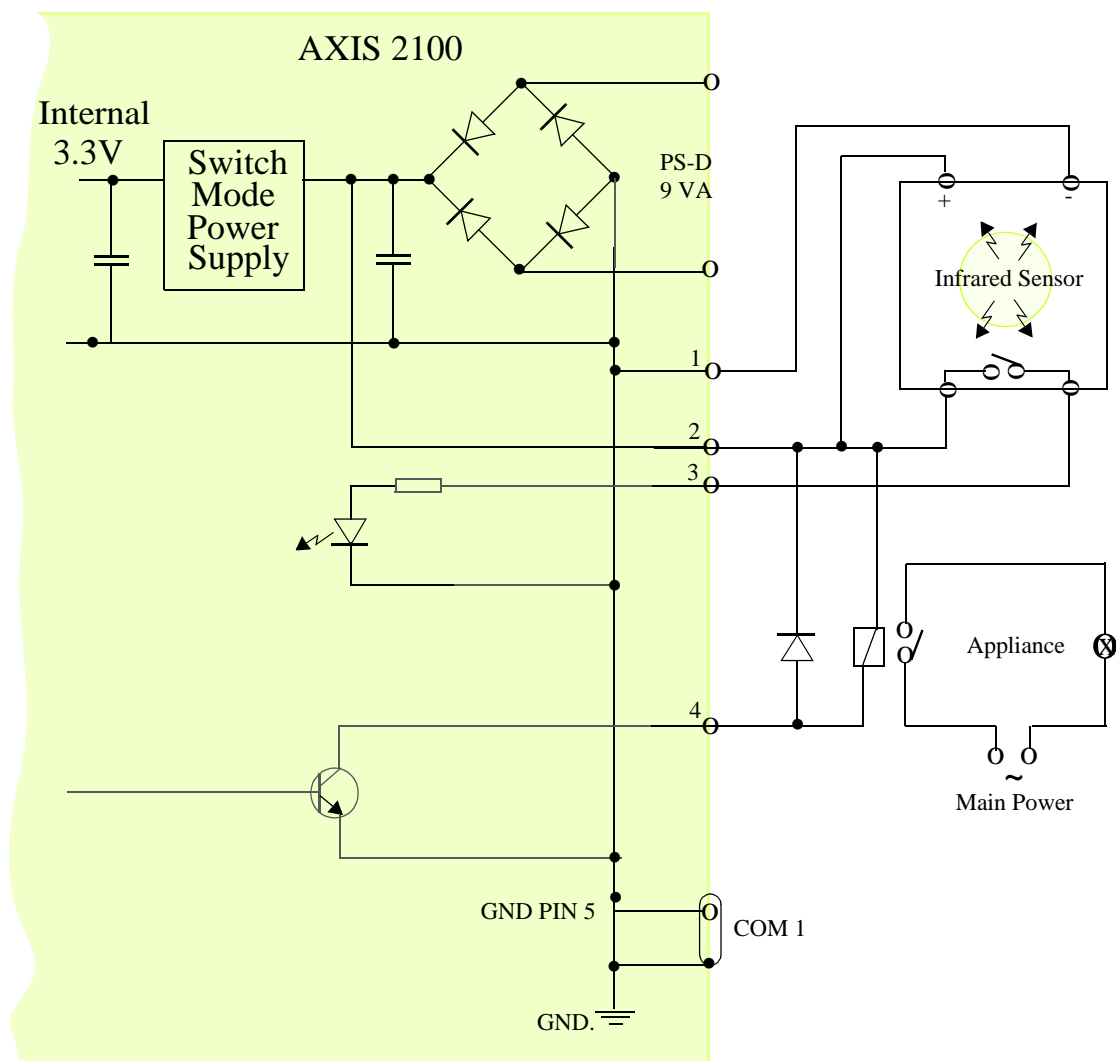 AXIS 2100
Internal
3.3V
Switch
Mode
Power
Supply
PS-D
9 VA
+
-
Infrared Sensor
1
2
3
Appliance
X
4
~
Main Power
GND PIN 5
COM 1
GND.